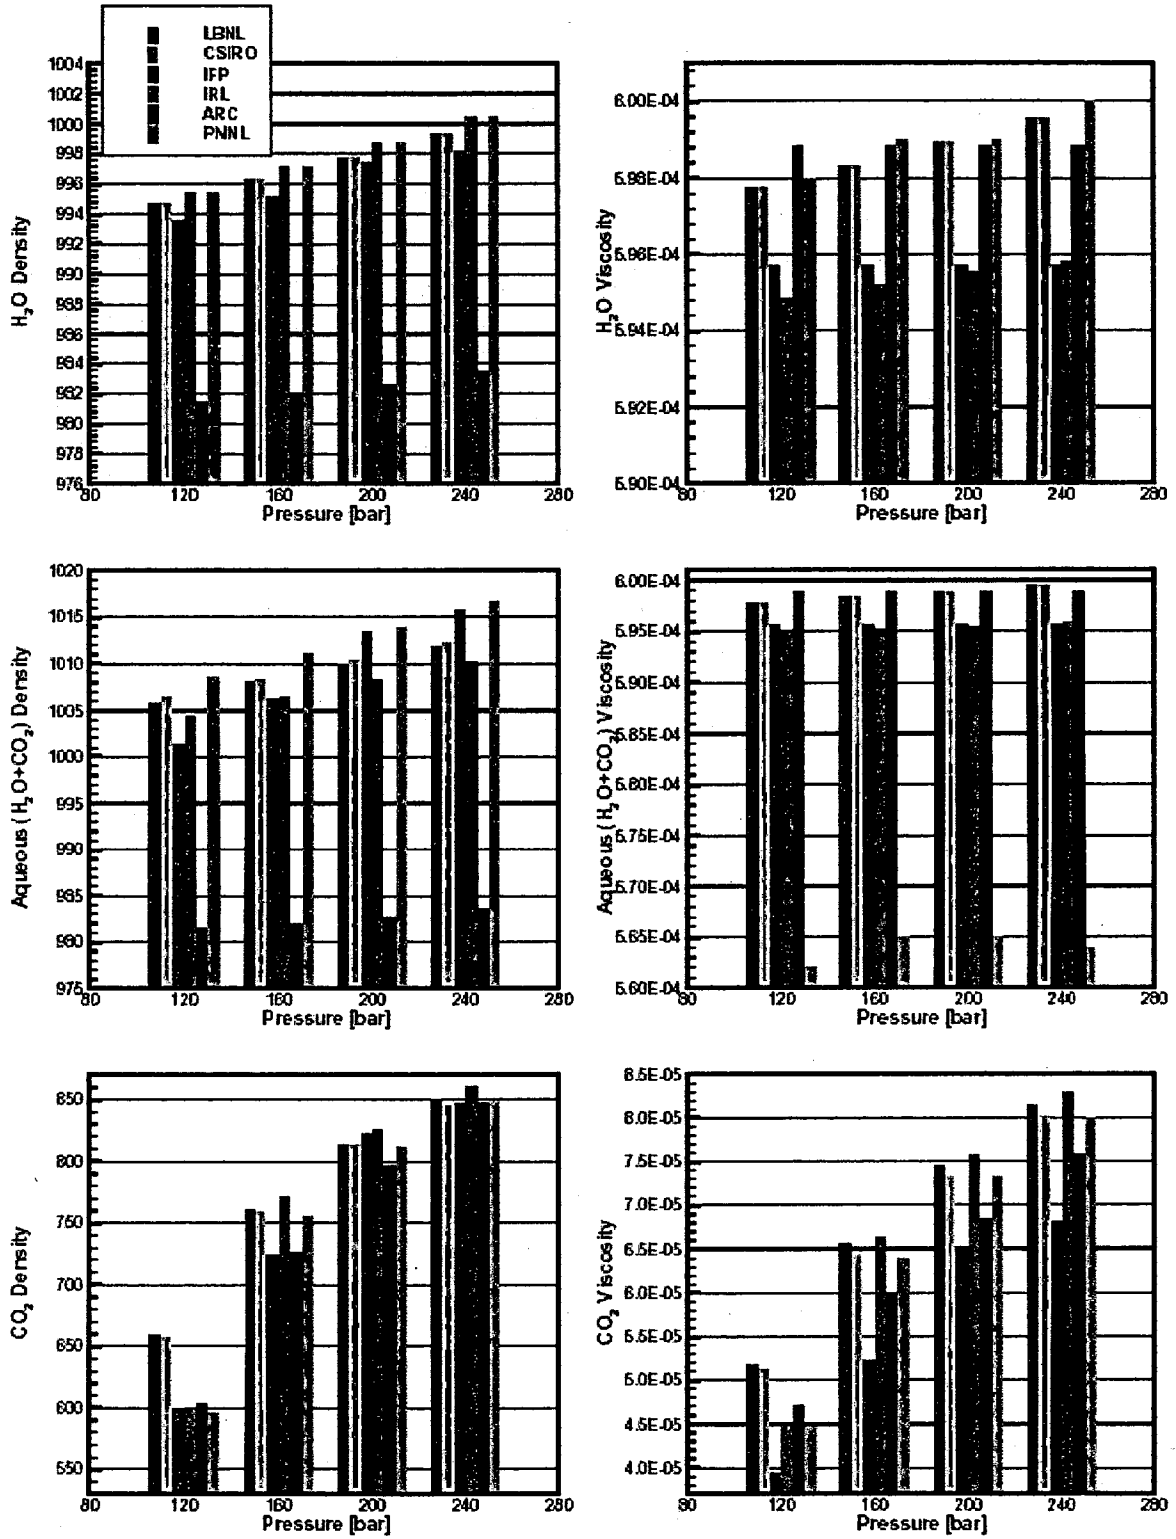 LBNL
CSIRO
IFP
IRL
ARC
PNNL
1004
1002
1000
998
996
994
992
990
988
986
984
982
980
978
976
H₂O Density
80 120 160 200 240 280
Pressure [bar]
6.00E-04
5.98E-04
5.96E-04
5.94E-04
5.92E-04
5.90E-04
H₂O Viscosity
80 120 160 200 240 280
Pressure [bar]
1020
1015
1010
1005
1000
995
990
985
980
975
Aqueous (H₂O+CO₂) Density
80 120 160 200 240 280
Pressure [bar]
6.00E-04
5.95E-04
5.90E-04
5.85E-04
5.80E-04
5.75E-04
5.70E-04
5.65E-04
5.60E-04
Aqueous (H₂O+CO₂) Viscosity
80 120 160 200 240 280
Pressure [bar]
850
800
750
700
650
600
550
CO₂ Density
80 120 160 200 240 280
Pressure [bar]
8.5E-05
8.0E-05
7.5E-05
7.0E-05
6.5E-05
6.0E-05
5.5E-05
5.0E-05
4.5E-05
4.0E-05
CO₂ Viscosity
80 120 160 200 240 280
Pressure [bar]